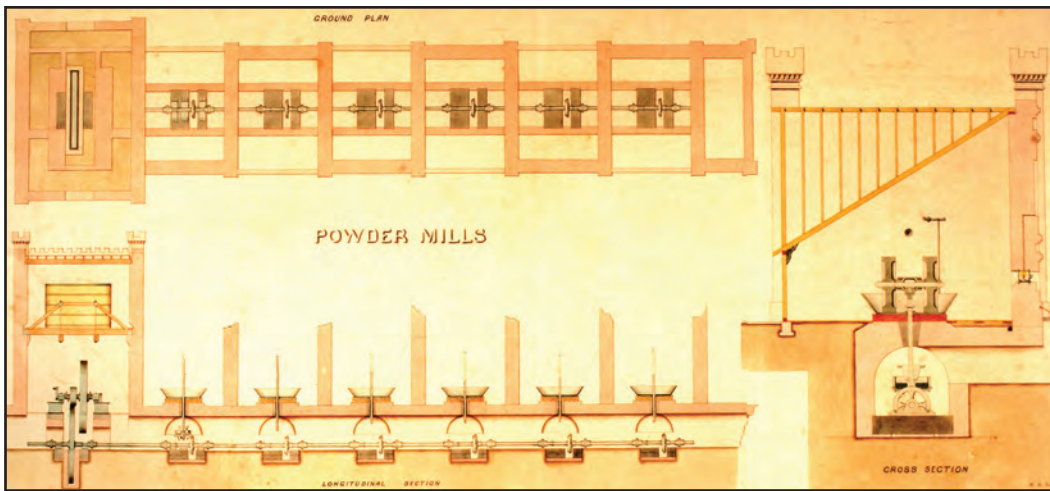 GROUND PLAN
POWDER MILLS
LONGITUDINAL SECTION
CROSS SECTION